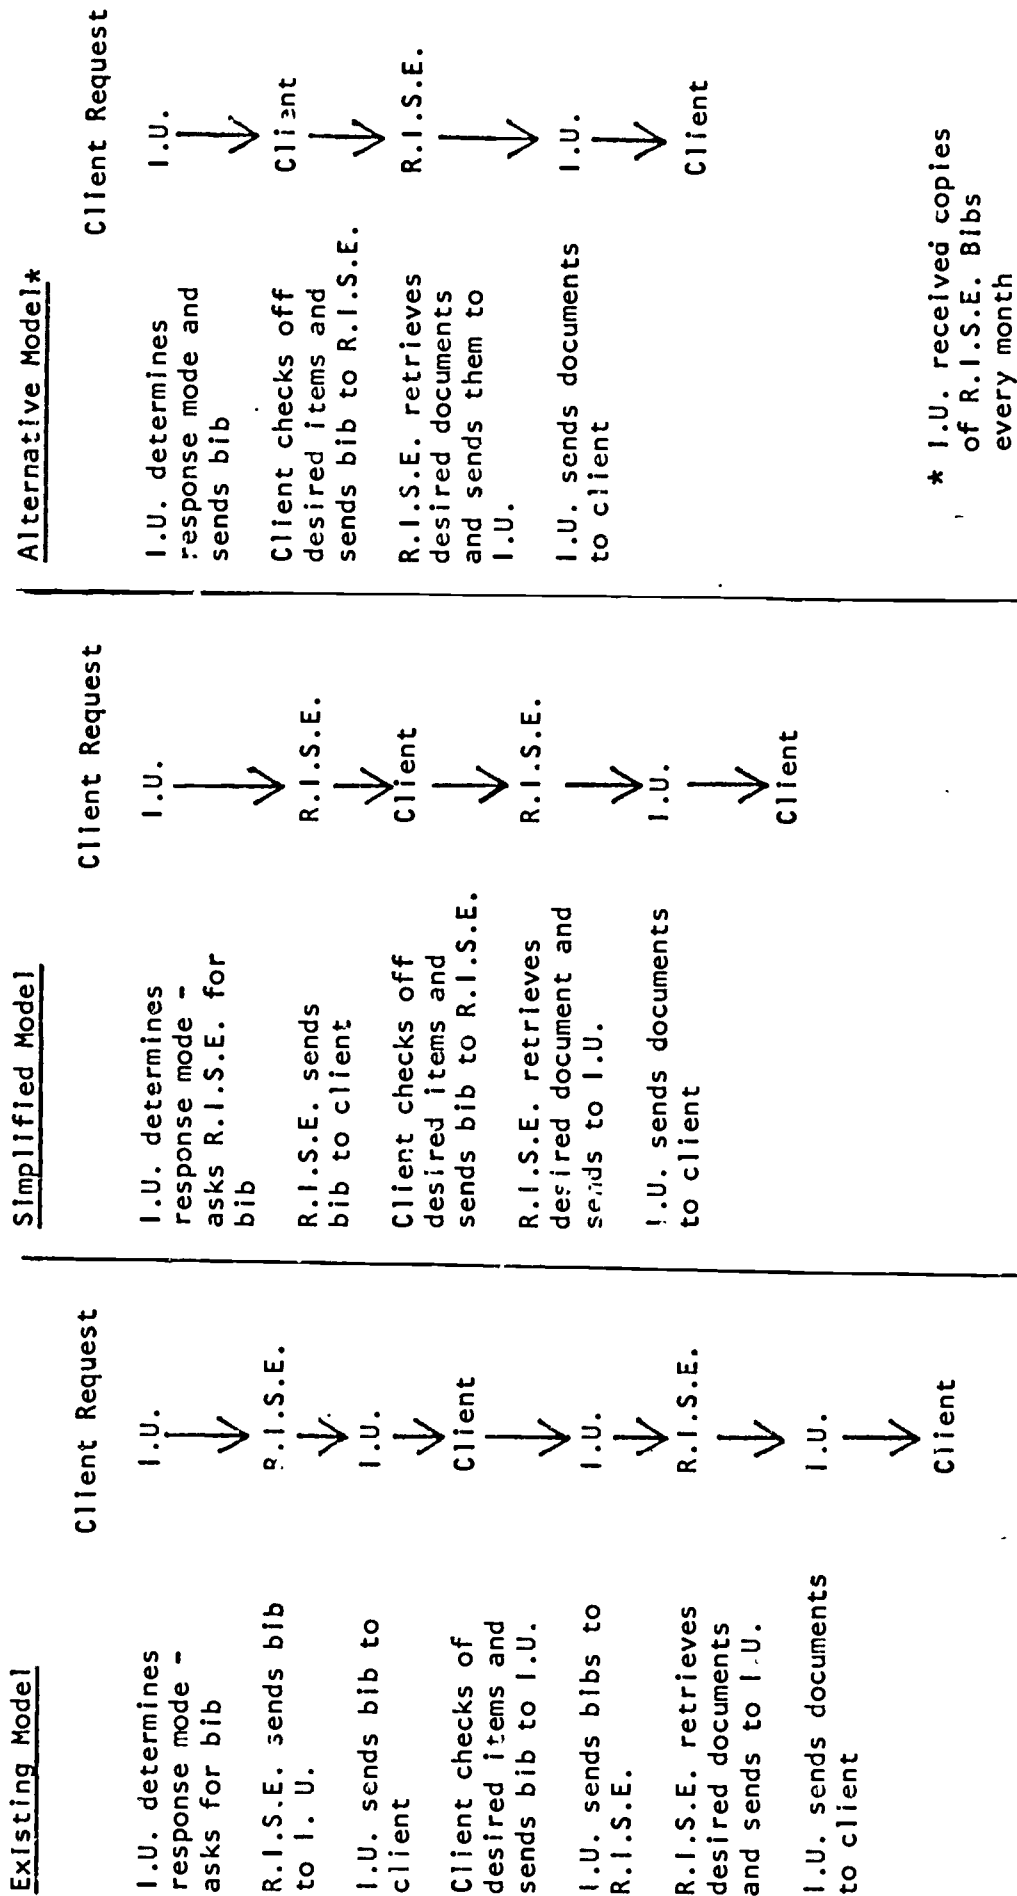 Existing Model
Client Request
I.U. determines
response mode -
asks for bib
I.U.
R.I.S.E. sends bib
to I. U.
R.I.S.E.
I.U. sends bib to
client
I.U.
Client checks of
desired items and
sends bib to I.U.
Client
I.U. sends bibs to
R.I.S.E.
I.U.
R.I.S.E. retrieves
desired documents
and sends to I.U.
R.I.S.E.
I.U. sends documents
to client
I.U.
Client
Simplified Model
Client Request
I.U. determines
response mode -
asks R.I.S.E. for
bib
I.U.
R.I.S.E. sends
bib to client
R.I.S.E.
Client checks off
desired items and
sends bib to R.I.S.E.
Client
R.I.S.E. retrieves
desired document and
sends to I.U.
R.I.S.E.
I.U. sends documents
to client
I.U.
Client
Alternative Model*
Client Request
I.U. determines
response mode and
sends bib
I.U.
Client checks off
desired items and
sends bib to R.I.S.E.
Client
R.I.S.E. retrieves
desired documents
and sends them to
I.U.
R.I.S.E.
I.U. sends documents
to client
I.U.
Client
* I.U. received copies
of R.I.S.E. Bibs
every month